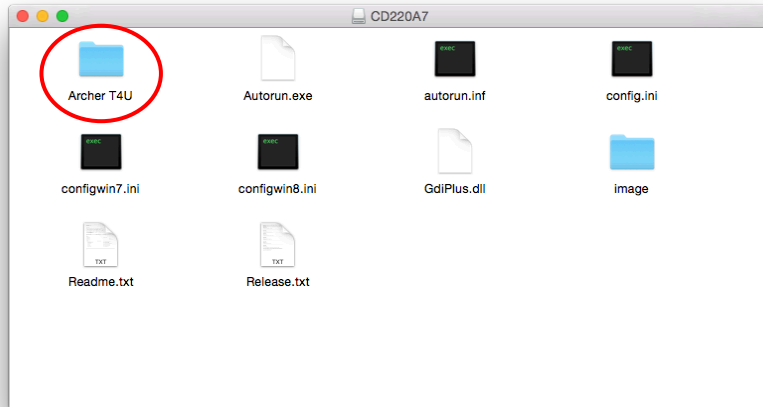 CD220A7
exec
exec
Archer T4U
Autorun.exe
autorun.inf
config.ini
exec
exec
configwin7.ini
configwin8.ini
GdiPlus.dll
image
TXT
TXT
Readme.txt
Release.txt